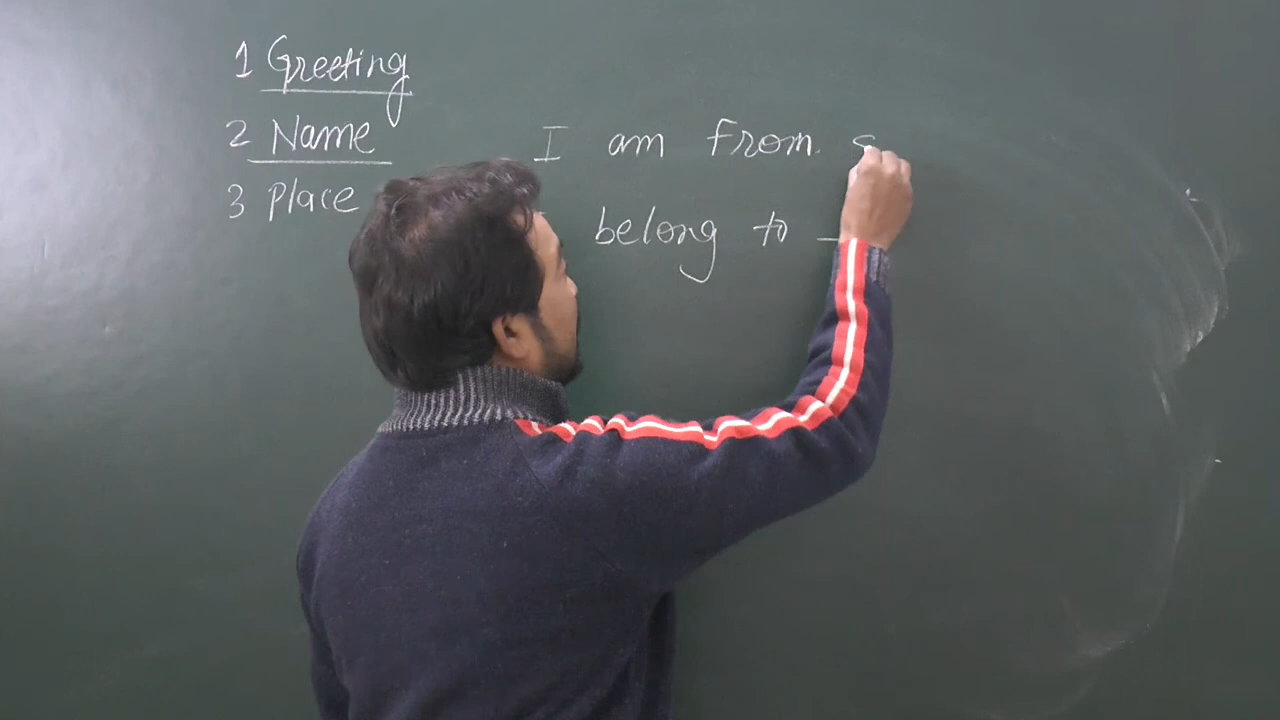 1 Greeting
2 Name
3 Place
I am from.
belong to _